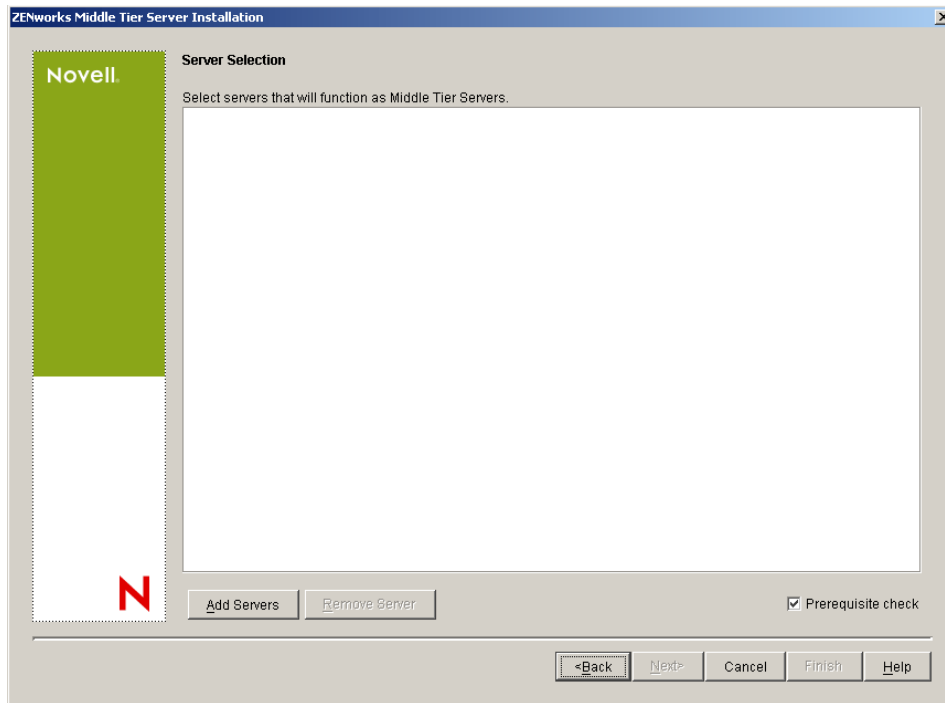 ZENworks Middle Tier Server Installation
Novell.
Server Selection
Select servers that will function as Middle Tier Servers.
N
Add Servers
Remove Server
Prerequisite check
<Back
Next>
Cancel
Finish
Help